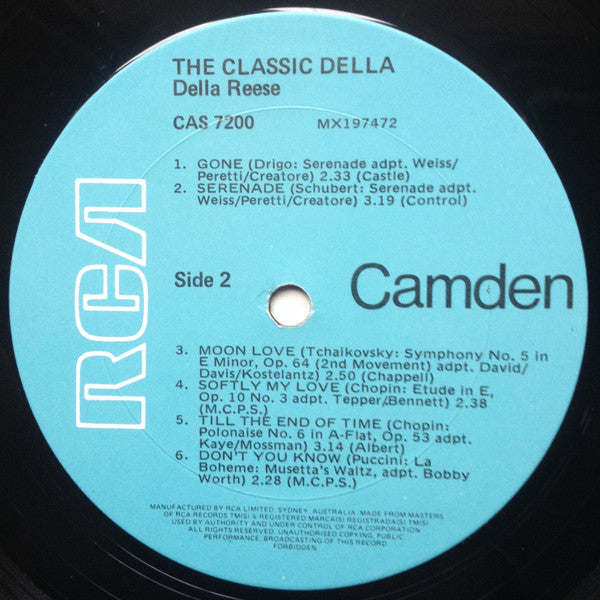 THE CLASSIC DELLA
Della Reese
CAS 7200 MX197472
1. GONE (Drigo: Serenade adpt. Weiss/
Peretti/Creatore) 2.33 (Castle)
2. SERENADE (Schubert: Serenade adpt.
Weiss/Peretti/Creatore) 3.19 (Control)
RCA
Side 2
Camden
3. MOON LOVE (Tchaikovsky: Symphony No. 5 in
E Minor, Op. 64 (2nd Movement) adpt. David/
Davis/Kostelantz) 2.50 (Chappell)
4. SOFTLY MY LOVE (Chopin: Etude in E,
Op. 10 No. 3 adpt. Tepper/Bennett) 2.38
(M.C.P.S.)
5. TILL THE END OF TIME (Chopin:
Polonaise No. 6 in A-Flat, Op. 53 adpt.
Kaye/Mossman) 3.14 (Albert)
6. DON'T YOU KNOW (Puccini: La
Boheme: Musetta's Waltz, adpt. Bobby
Worth) 2.28 (M.C.P.S.)
MANUFACTURED BY RCA LIMITED, SYDNEY, AUSTRALIA. MADE FROM MASTERS
OF RCA RECORDS TM(S) & REGISTERED MARCA(S) REGISTRADA(S) TM(S)
USED BY AUTHORITY AND UNDER CONTROL OF RCA CORPORATION
ALL RIGHTS RESERVED. UNAUTHORISED COPYING, PUBLIC
PERFORMANCE, BROADCASTING OF THIS RECORD
FORBIDDEN